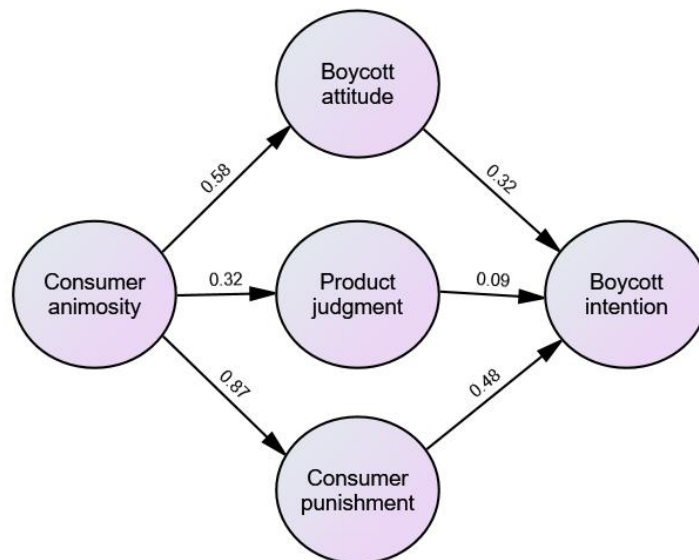 Boycott
attitude
0.58
0.32
Consumer
animosity
0.32
Product
judgment
0.09
Boycott
intention
0.87
0.48
Consumer
punishment